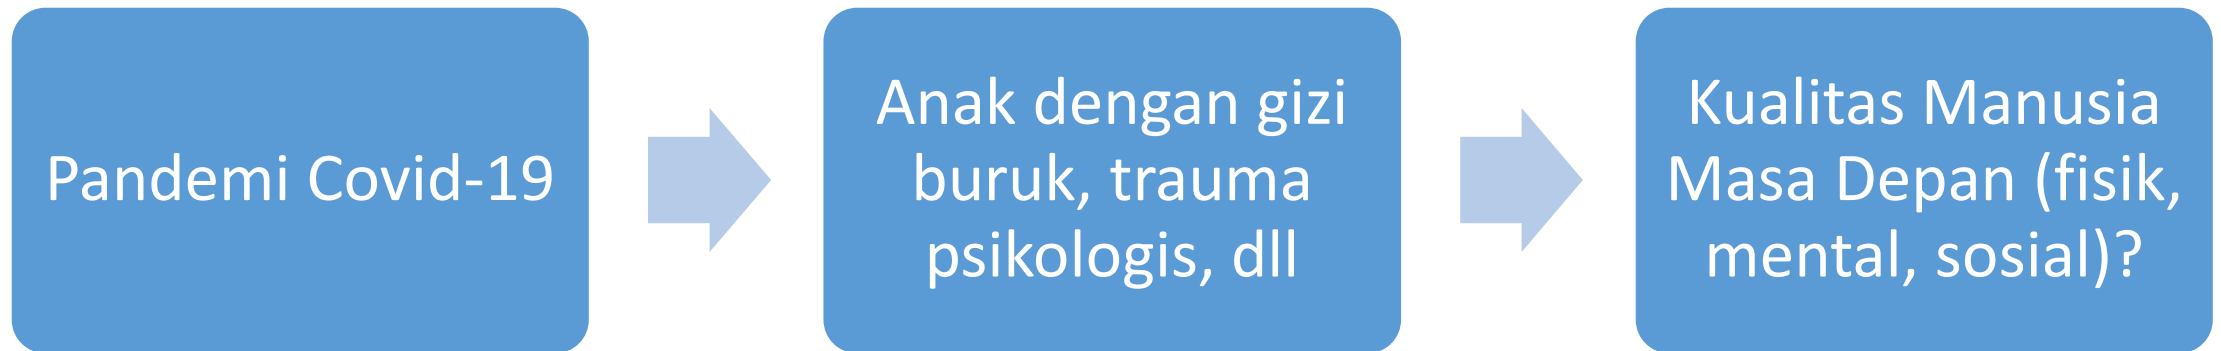 Pandemi Covid-19
Anak dengan gizi
buruk, trauma
psikologis, dll
Kualitas Manusia
Masa Depan (fisik,
mental, sosial)?